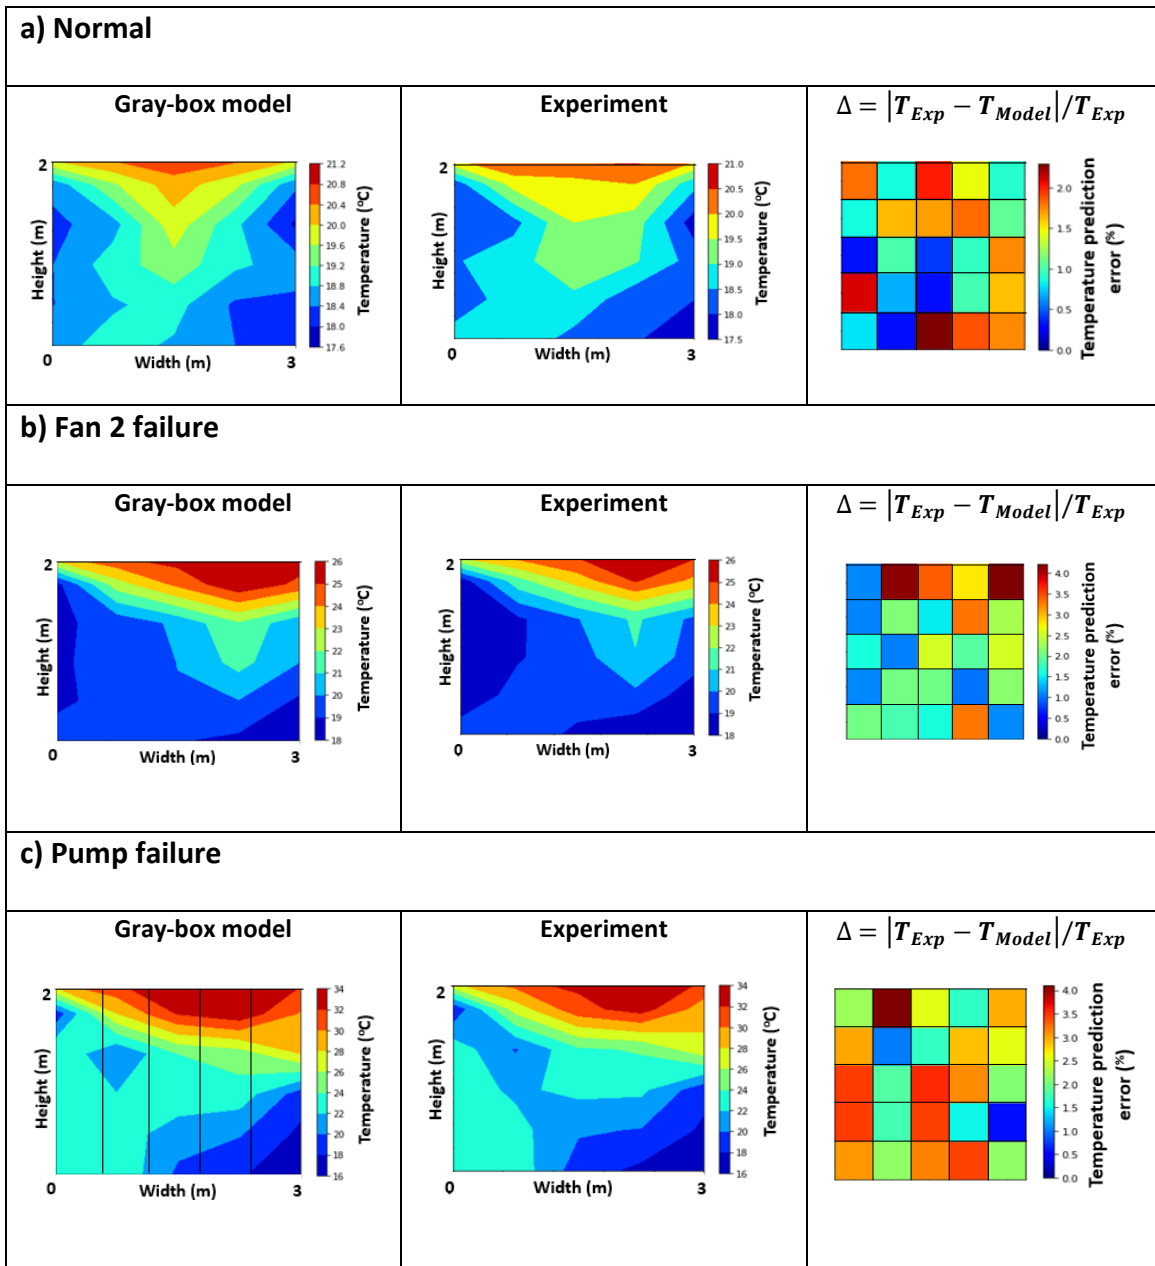 a) Normal
Gray-box model
Experiment
Δ = |T_Exp − T_Model|/T_Exp
2
Height (m)
0
Width (m)
3
21.2
20.8
20.4
20.0
19.6
19.2
18.8
18.4
18.0
17.6
Temperature (°C)
2
Height (m)
0
Width (m)
3
21.0
20.5
20.0
19.5
19.0
18.5
18.0
17.5
Temperature (°C)
2.0
1.5
1.0
0.5
0.0
Temperature prediction
error (%)
b) Fan 2 failure
Gray-box model
Experiment
Δ = |T_Exp − T_Model|/T_Exp
2
Height (m)
0
Width (m)
3
26
25
24
23
22
21
20
19
18
Temperature (°C)
2
Height (m)
0
Width (m)
3
26
25
24
23
22
21
20
19
18
Temperature (°C)
4.0
3.5
3.0
2.5
2.0
1.5
1.0
0.5
0.0
Temperature prediction
error (%)
c) Pump failure
Gray-box model
Experiment
Δ = |T_Exp − T_Model|/T_Exp
2
Height (m)
0
Width (m)
3
34
32
30
28
26
24
22
20
18
16
Temperature (°C)
2
Height (m)
0
Width (m)
3
34
32
30
28
26
24
22
20
18
16
Temperature (°C)
4.0
3.5
3.0
2.5
2.0
1.5
1.0
0.5
0.0
Temperature prediction
error (%)